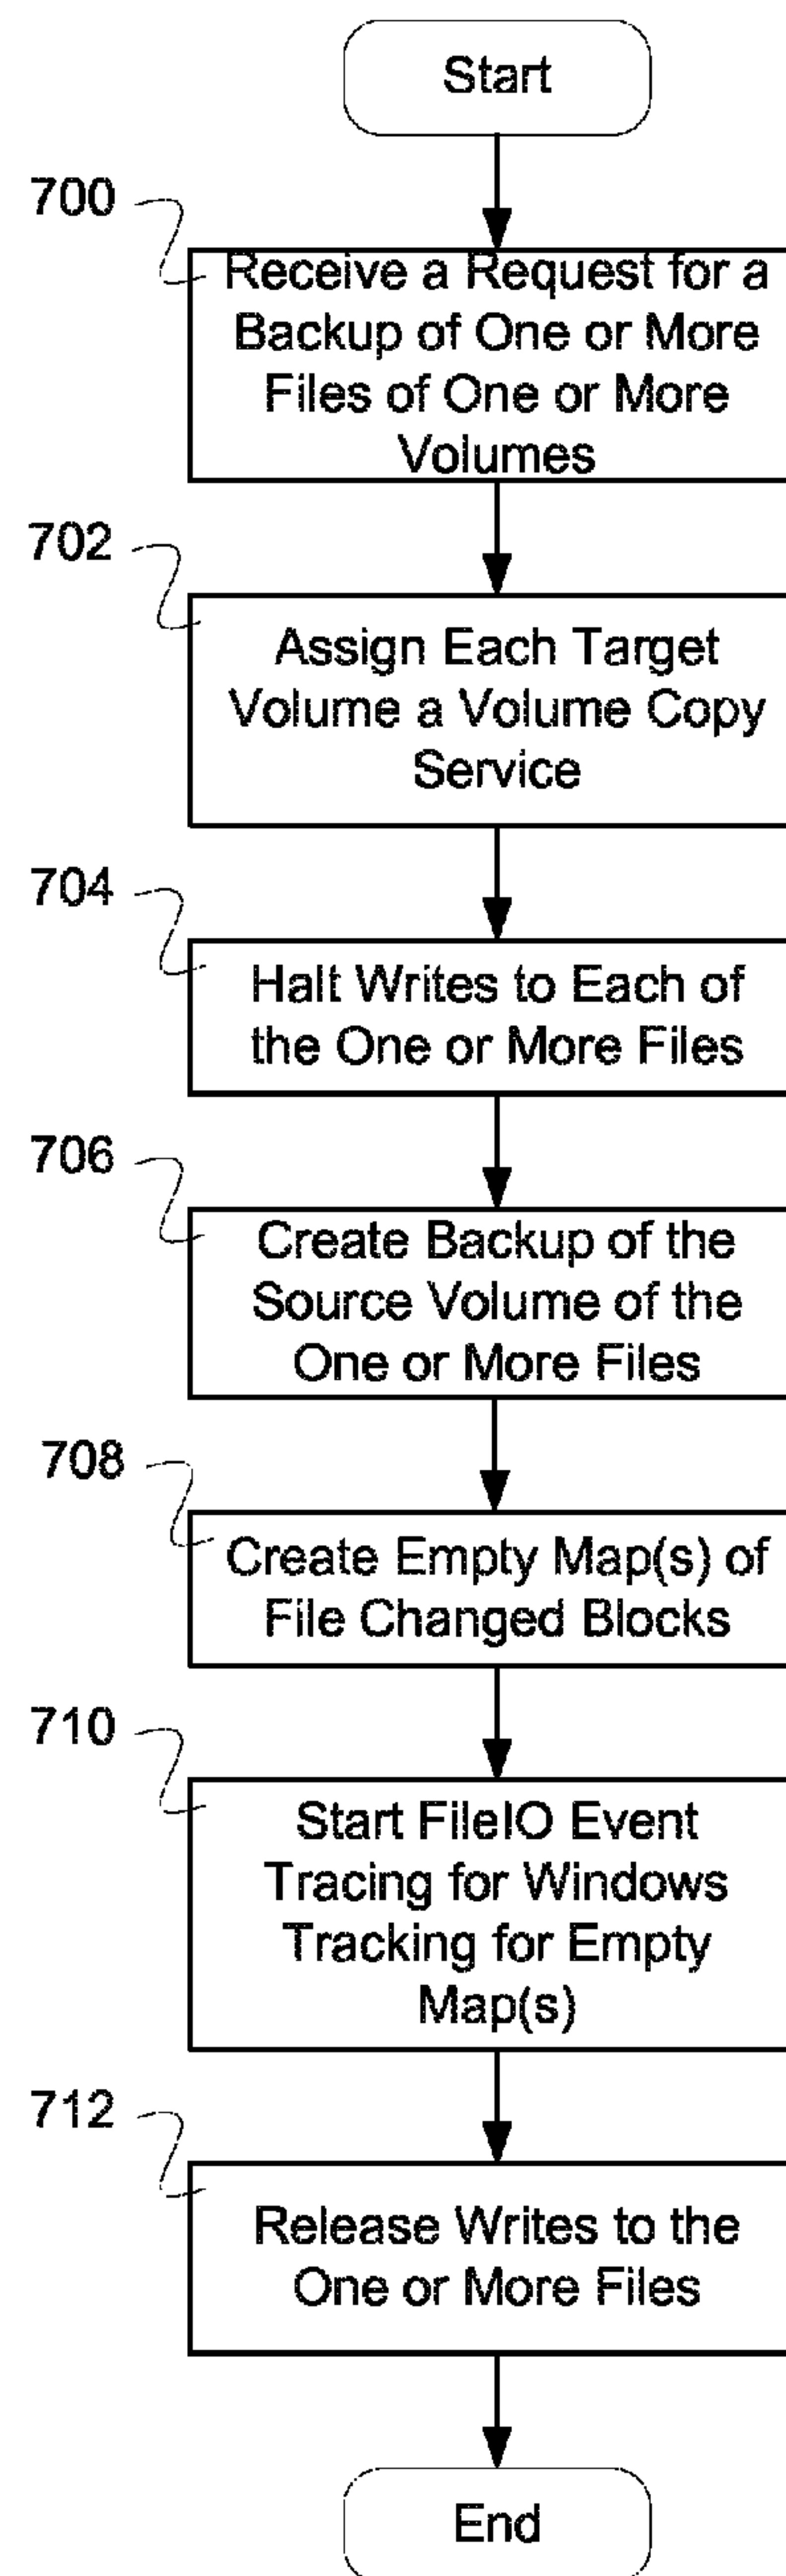 Start
700
Receive a Request for a
Backup of One or More
Files of One or More
Volumes
702
Assign Each Target
Volume a Volume Copy
Service
704
Halt Writes to Each of
the One or More Files
706
Create Backup of the
Source Volume of the
One or More Files
708
Create Empty Map(s) of
File Changed Blocks
710
Start FileIO Event
Tracing for Windows
Tracking for Empty
Map(s)
712
Release Writes to the
One or More Files
End